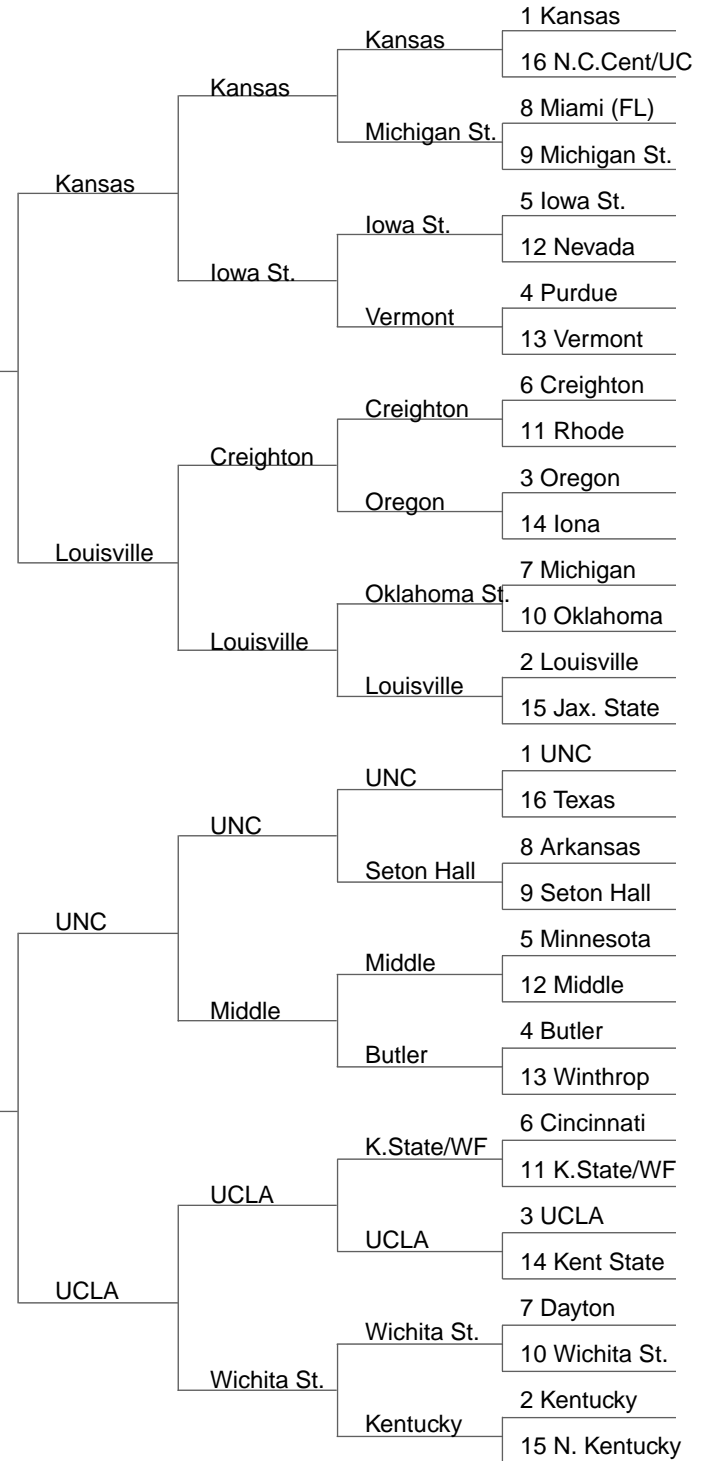 1 Kansas
Kansas
16 N.C.Cent/UC
Kansas
8 Miami (FL)
Michigan St.
9 Michigan St.
Kansas
5 Iowa St.
Iowa St.
12 Nevada
Iowa St.
4 Purdue
Vermont
13 Vermont
6 Creighton
Creighton
11 Rhode
Creighton
3 Oregon
Oregon
14 Iona
Louisville
7 Michigan
Oklahoma St.
10 Oklahoma
Louisville
2 Louisville
Louisville
15 Jax. State
1 UNC
UNC
16 Texas
UNC
8 Arkansas
Seton Hall
9 Seton Hall
UNC
5 Minnesota
Middle
12 Middle
Middle
4 Butler
Butler
13 Winthrop
6 Cincinnati
K.State/WF
11 K.State/WF
UCLA
3 UCLA
UCLA
14 Kent State
UCLA
7 Dayton
Wichita St.
10 Wichita St.
Wichita St.
2 Kentucky
Kentucky
15 N. Kentucky